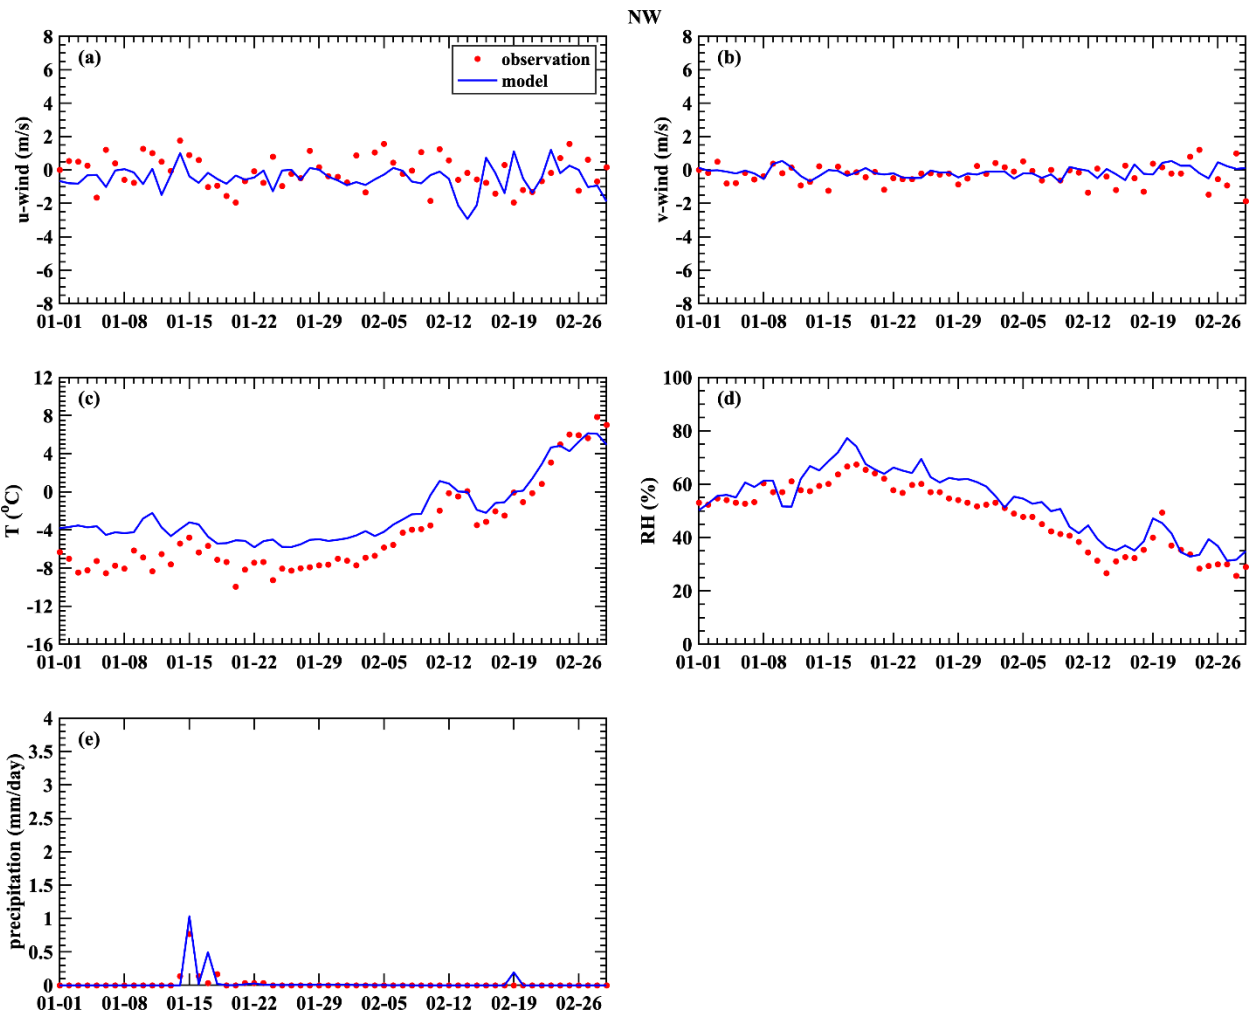 NW
(a)
observation
model
u-wind (m/s)
8
6
4
2
0
-2
-4
-6
-8
01-01 01-08 01-15 01-22 01-29 02-05 02-12 02-19 02-26
(b)
v-wind (m/s)
8
6
4
2
0
-2
-4
-6
-8
01-01 01-08 01-15 01-22 01-29 02-05 02-12 02-19 02-26
(c)
T (⁰C)
12
8
4
0
-4
-8
-12
-16
01-01 01-08 01-15 01-22 01-29 02-05 02-12 02-19 02-26
(d)
RH (%)
100
80
60
40
20
0
01-01 01-08 01-15 01-22 01-29 02-05 02-12 02-19 02-26
(e)
precipitation (mm/day)
4
3.5
3
2.5
2
1.5
1
0.5
0
01-01 01-08 01-15 01-22 01-29 02-05 02-12 02-19 02-26